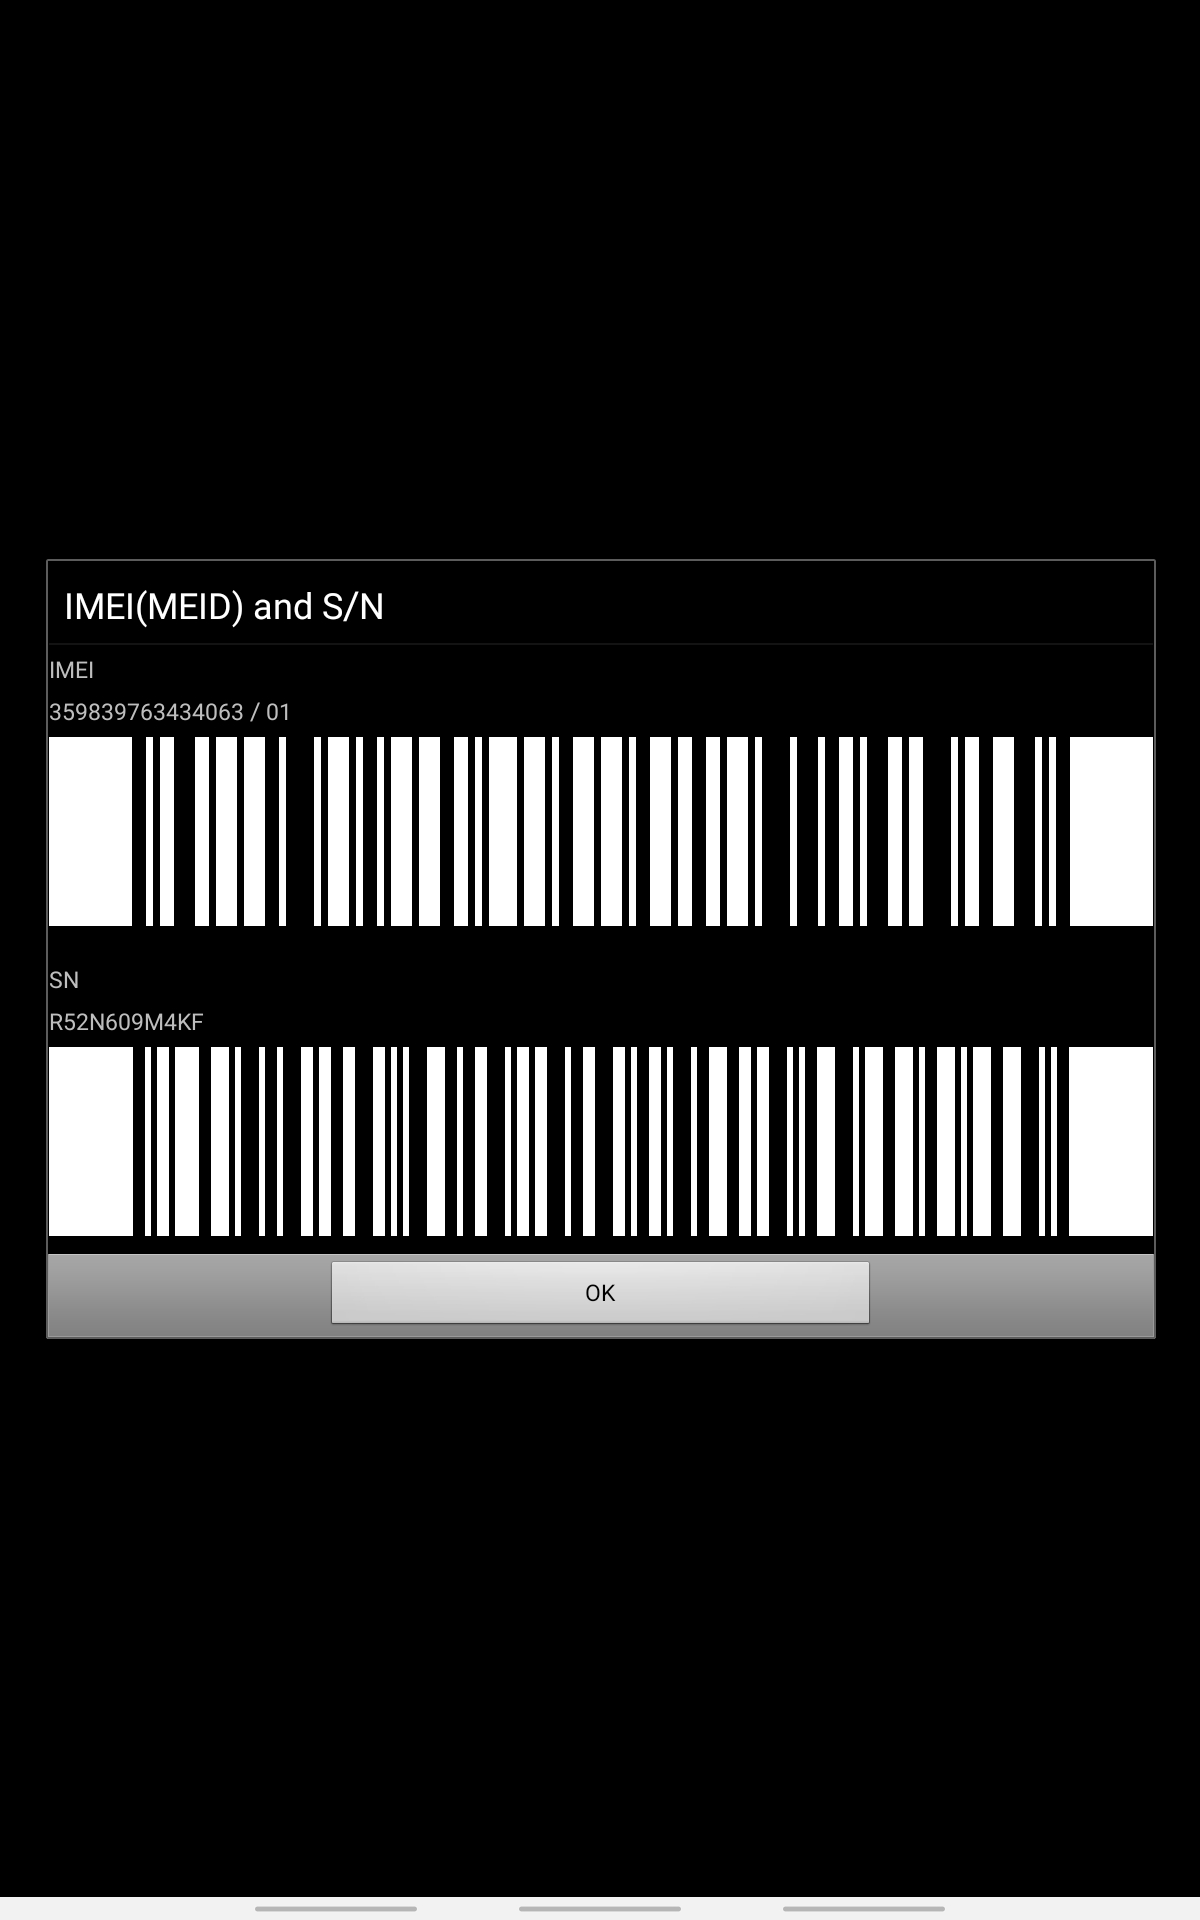 IMEI(MEID) and S/N
IMEI
359839763434063 / 01
SN
R52N609M4KF
OK